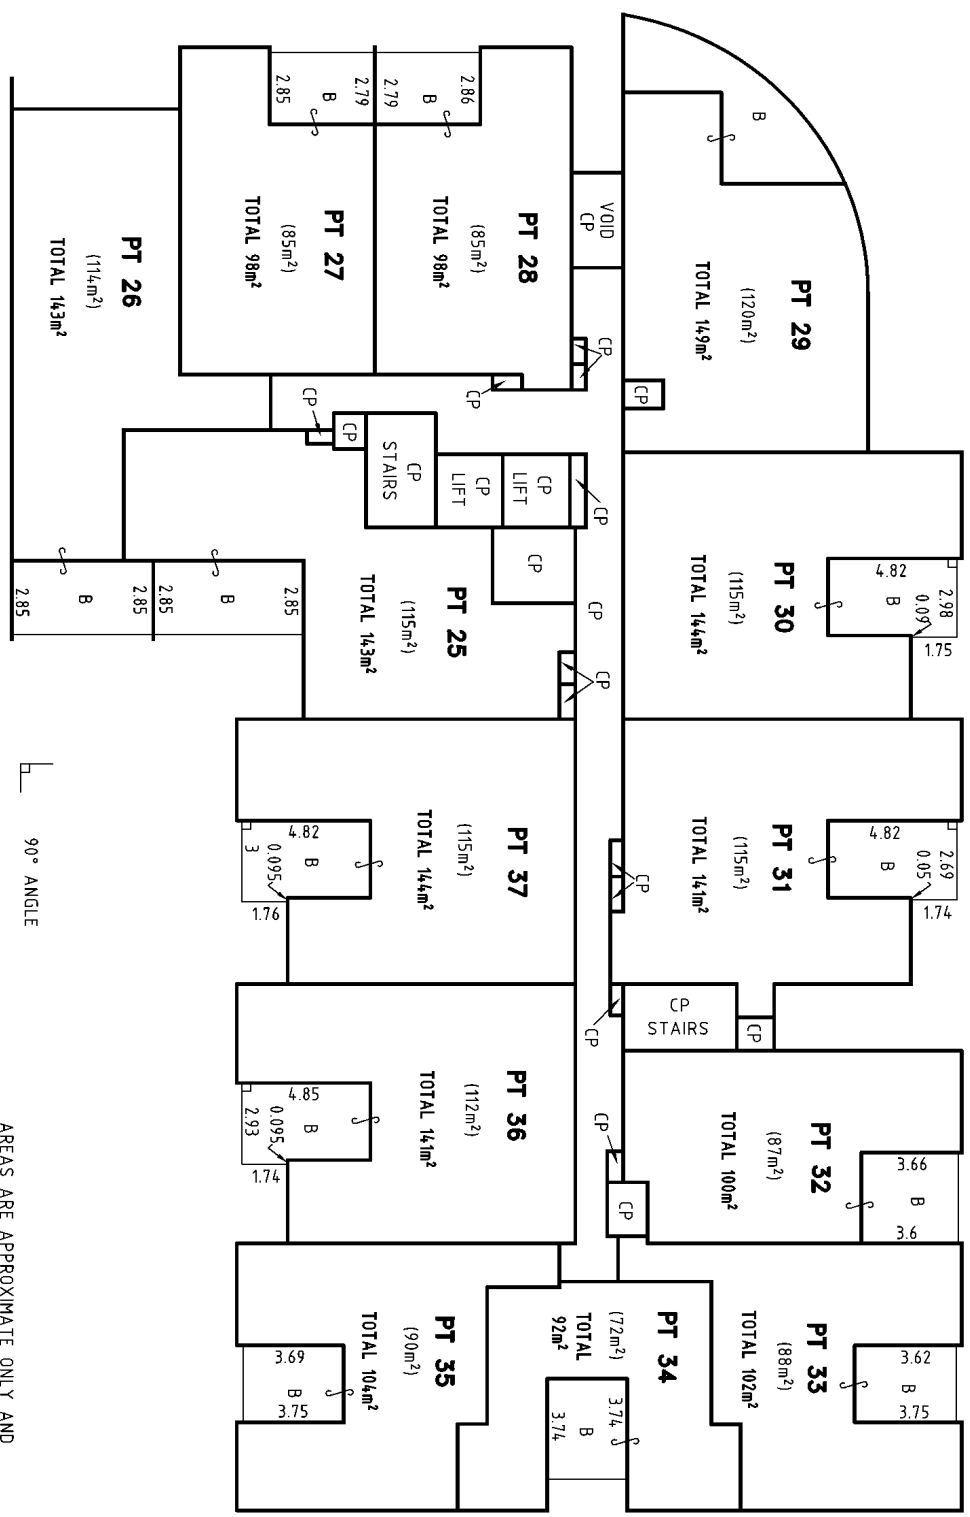 B
PT 29
(120m²)
TOTAL 149m²
CP
VOID
CP
2.86
B
2.79
PT 28
(85m²)
TOTAL 98m²
2.79
B
2.85
PT 27
(85m²)
TOTAL 98m²
PT 26
(114m²)
TOTAL 143m²
CP
CP
CP
CP
CP
STAIRS
CP
LIFT
CP
LIFT
CP
CP
CP
CP
PT 25
(115m²)
TOTAL 143m²
2.85
B
2.85
2.85
B
2.85
PT 30
(115m²)
TOTAL 144m²
4.82
B
2.98
0.09
1.75
PT 31
(115m²)
TOTAL 141m²
4.82
B
2.69
0.05
1.74
CP
CP
CP
STAIRS
CP
PT 37
(115m²)
TOTAL 144m²
4.82
B
0.095
3
1.76
PT 36
(112m²)
TOTAL 141m²
4.85
B
0.095
2.93
1.74
PT 32
(87m²)
TOTAL 100m²
3.66
B
3.6
CP
CP
PT 33
(88m²)
TOTAL 102m²
3.62
B
3.75
PT 34
(72m²)
TOTAL
92m²
3.74
B
3.74
PT 35
(90m²)
TOTAL 104m²
3.69
B
3.75
90° ANGLE
AREAS ARE APPROXIMATE ONLY AND